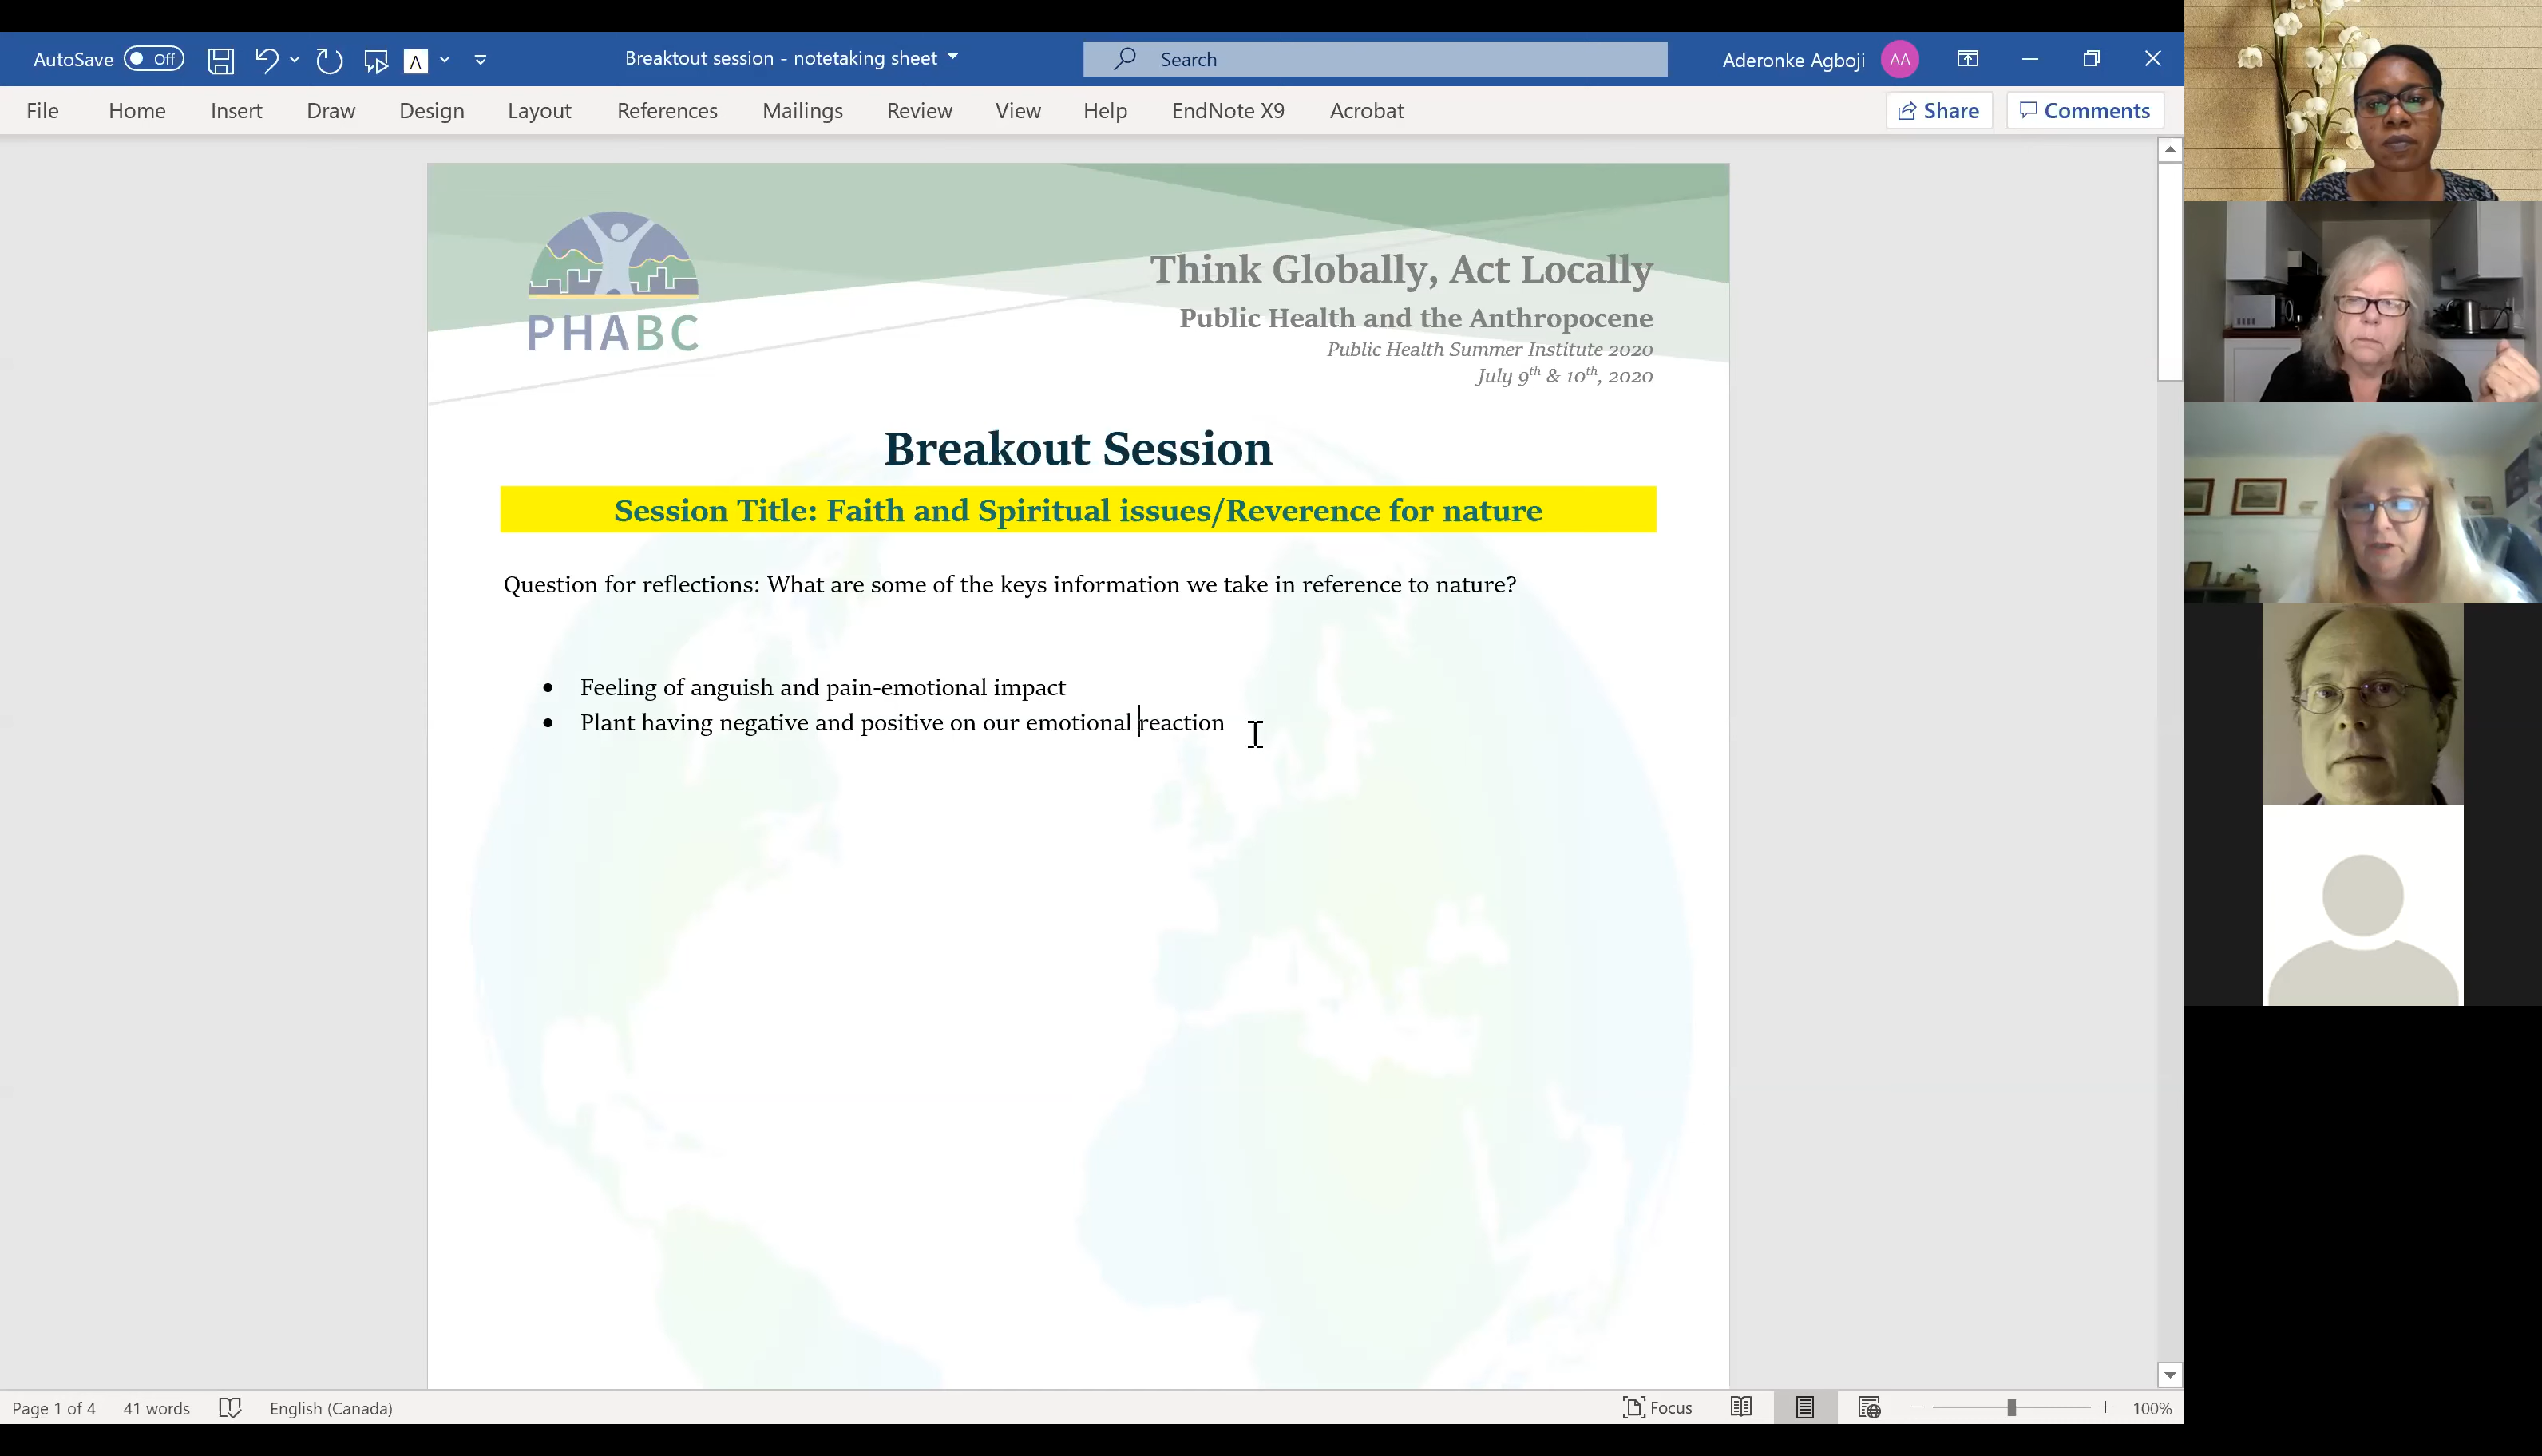 AutoSave Off A Breaktout session - notetaking sheet Search Aderonke Agboji AA
File Home Insert Draw Design Layout References Mailings Review View Help EndNote X9 Acrobat Share Comments
PHABC
Think Globally, Act Locally
Public Health and the Anthropocene
Public Health Summer Institute 2020
July 9th & 10th, 2020
Breakout Session
Session Title: Faith and Spiritual issues/Reverence for nature
Question for reflections: What are some of the keys information we take in reference to nature?
• Feeling of anguish and pain-emotional impact
• Plant having negative and positive on our emotional reaction
Page 1 of 4 41 words English (Canada) Focus 100%